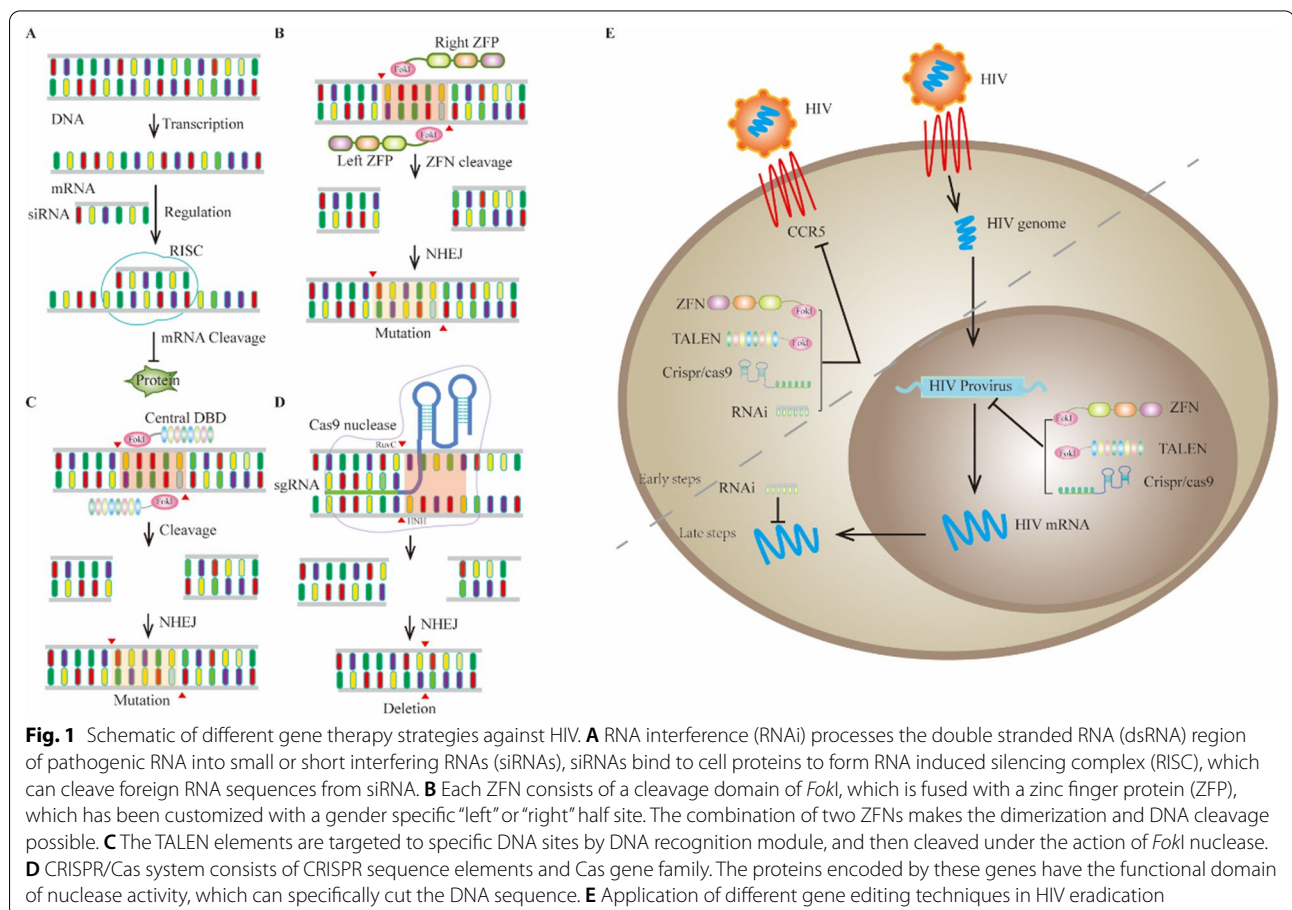 A
DNA
Transcription
mRNA
siRNA
Regulation
RISC
mRNA Cleavage
Protein
B
Right ZFP
FokI
FokI
Left ZFP
ZFN cleavage
NHEJ
Mutation
C
Central DBD
FokI
FokI
Cleavage
NHEJ
Mutation
D
Cas9 nuclease
RuvC
sgRNA
HNH
NHEJ
Deletion
E
HIV
HIV
CCR5
HIV genome
ZFN
FokI
TALEN
FokI
Crispr/cas9
RNAi
HIV Provirus
FokI
ZFN
FokI
TALEN
Crispr/cas9
Early steps
RNAi
Late steps
HIV mRNA
Fig. 1 Schematic of different gene therapy strategies against HIV. A RNA interference (RNAi) processes the double stranded RNA (dsRNA) region
of pathogenic RNA into small or short interfering RNAs (siRNAs), siRNAs bind to cell proteins to form RNA induced silencing complex (RISC), which
can cleave foreign RNA sequences from siRNA. B Each ZFN consists of a cleavage domain of FokI, which is fused with a zinc finger protein (ZFP),
which has been customized with a gender specific “left” or “right” half site. The combination of two ZFNs makes the dimerization and DNA cleavage
possible. C The TALEN elements are targeted to specific DNA sites by DNA recognition module, and then cleaved under the action of FokI nuclease.
D CRISPR/Cas system consists of CRISPR sequence elements and Cas gene family. The proteins encoded by these genes have the functional domain
of nuclease activity, which can specifically cut the DNA sequence. E Application of different gene editing techniques in HIV eradication